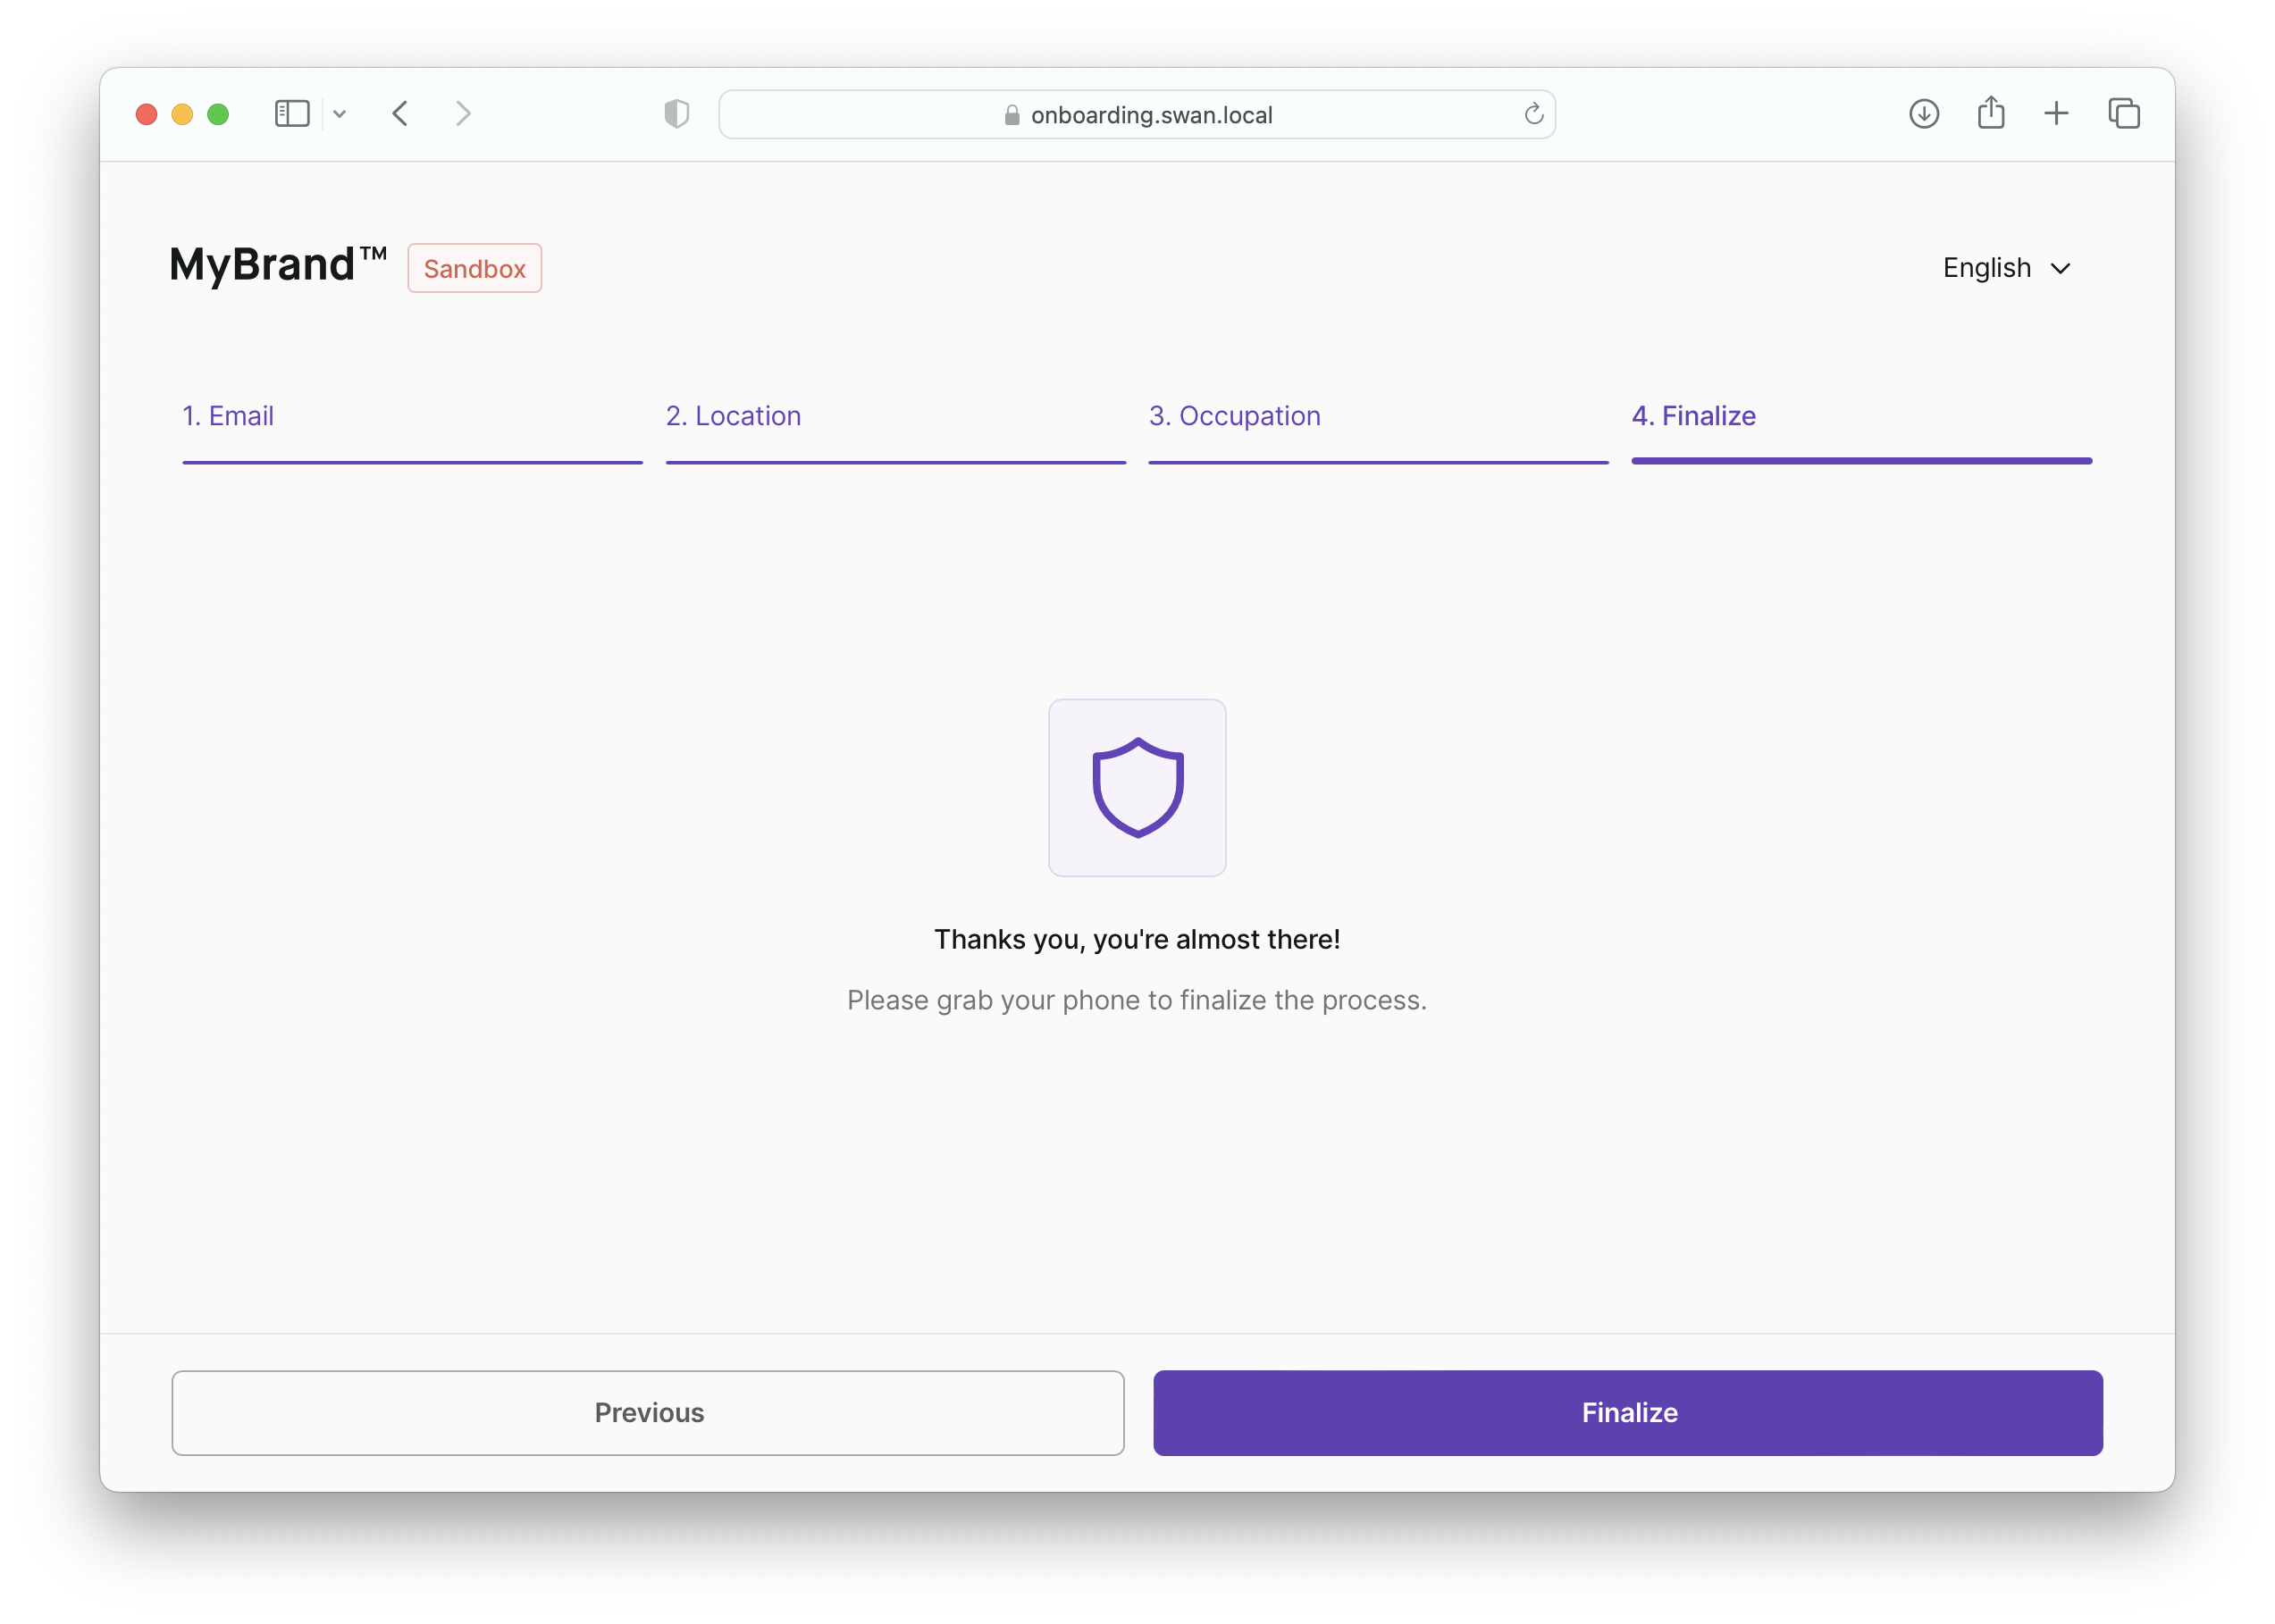 onboarding.swan.local
MyBrand™ Sandbox English
1. Email 2. Location 3. Occupation 4. Finalize
Thanks you, you're almost there!
Please grab your phone to finalize the process.
Previous Finalize